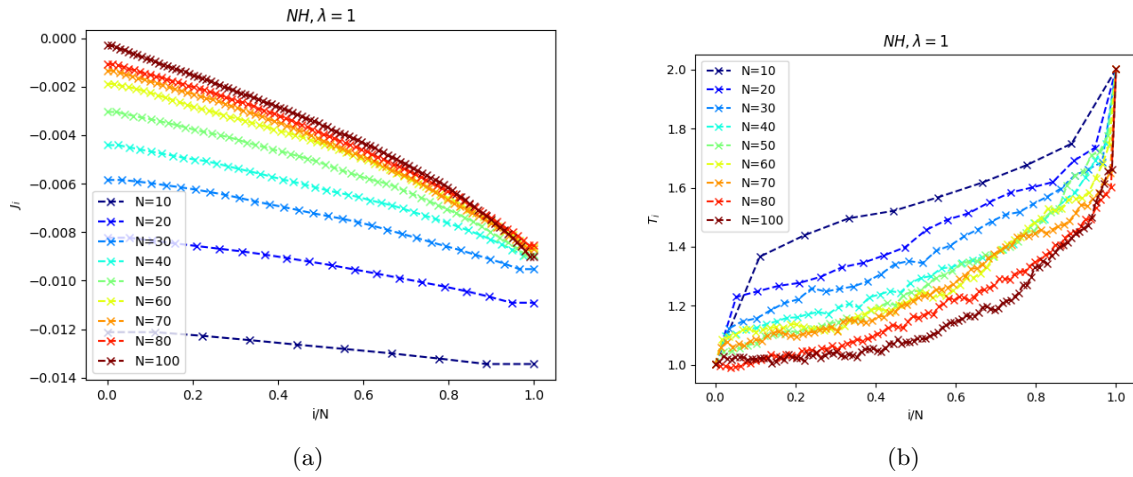 NH, λ = 1
0.000
−0.002
−0.004
−0.006
−0.008
−0.010
−0.012
−0.014
J_i
N=10
N=20
N=30
N=40
N=50
N=60
N=70
N=80
N=100
0.0 0.2 0.4 0.6 0.8 1.0
i/N
(a)
NH, λ = 1
2.0
1.8
1.6
1.4
1.2
1.0
T_i
N=10
N=20
N=30
N=40
N=50
N=60
N=70
N=80
N=100
0.0 0.2 0.4 0.6 0.8 1.0
i/N
(b)